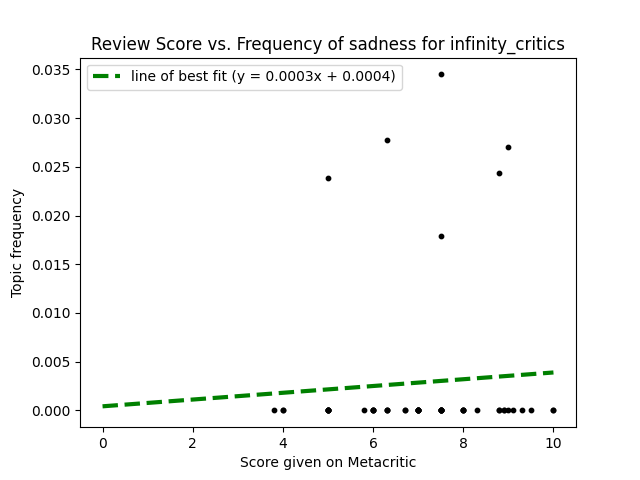 Review Score vs. Frequency of sadness for infinity_critics
line of best fit (y = 0.0003x + 0.0004)
0.035
0.030
0.025
0.020
0.015
0.010
0.005
0.000
Topic frequency
0 2 4 6 8 10
Score given on Metacritic